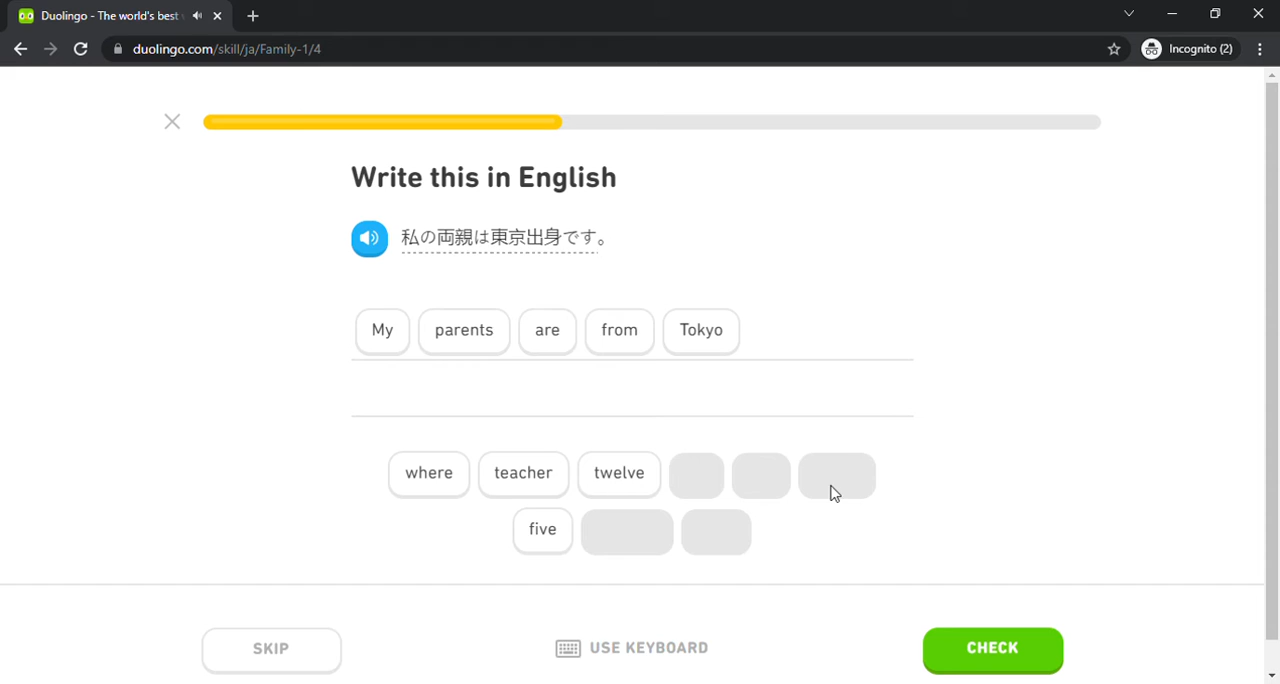 Duolingo - The world's best
duolingo.com/skill/ja/Family-1/4
Incognito (2)
Write this in English
私の両親は東京出身です。
My parents are from Tokyo
where teacher twelve
five
SKIP
USE KEYBOARD
CHECK